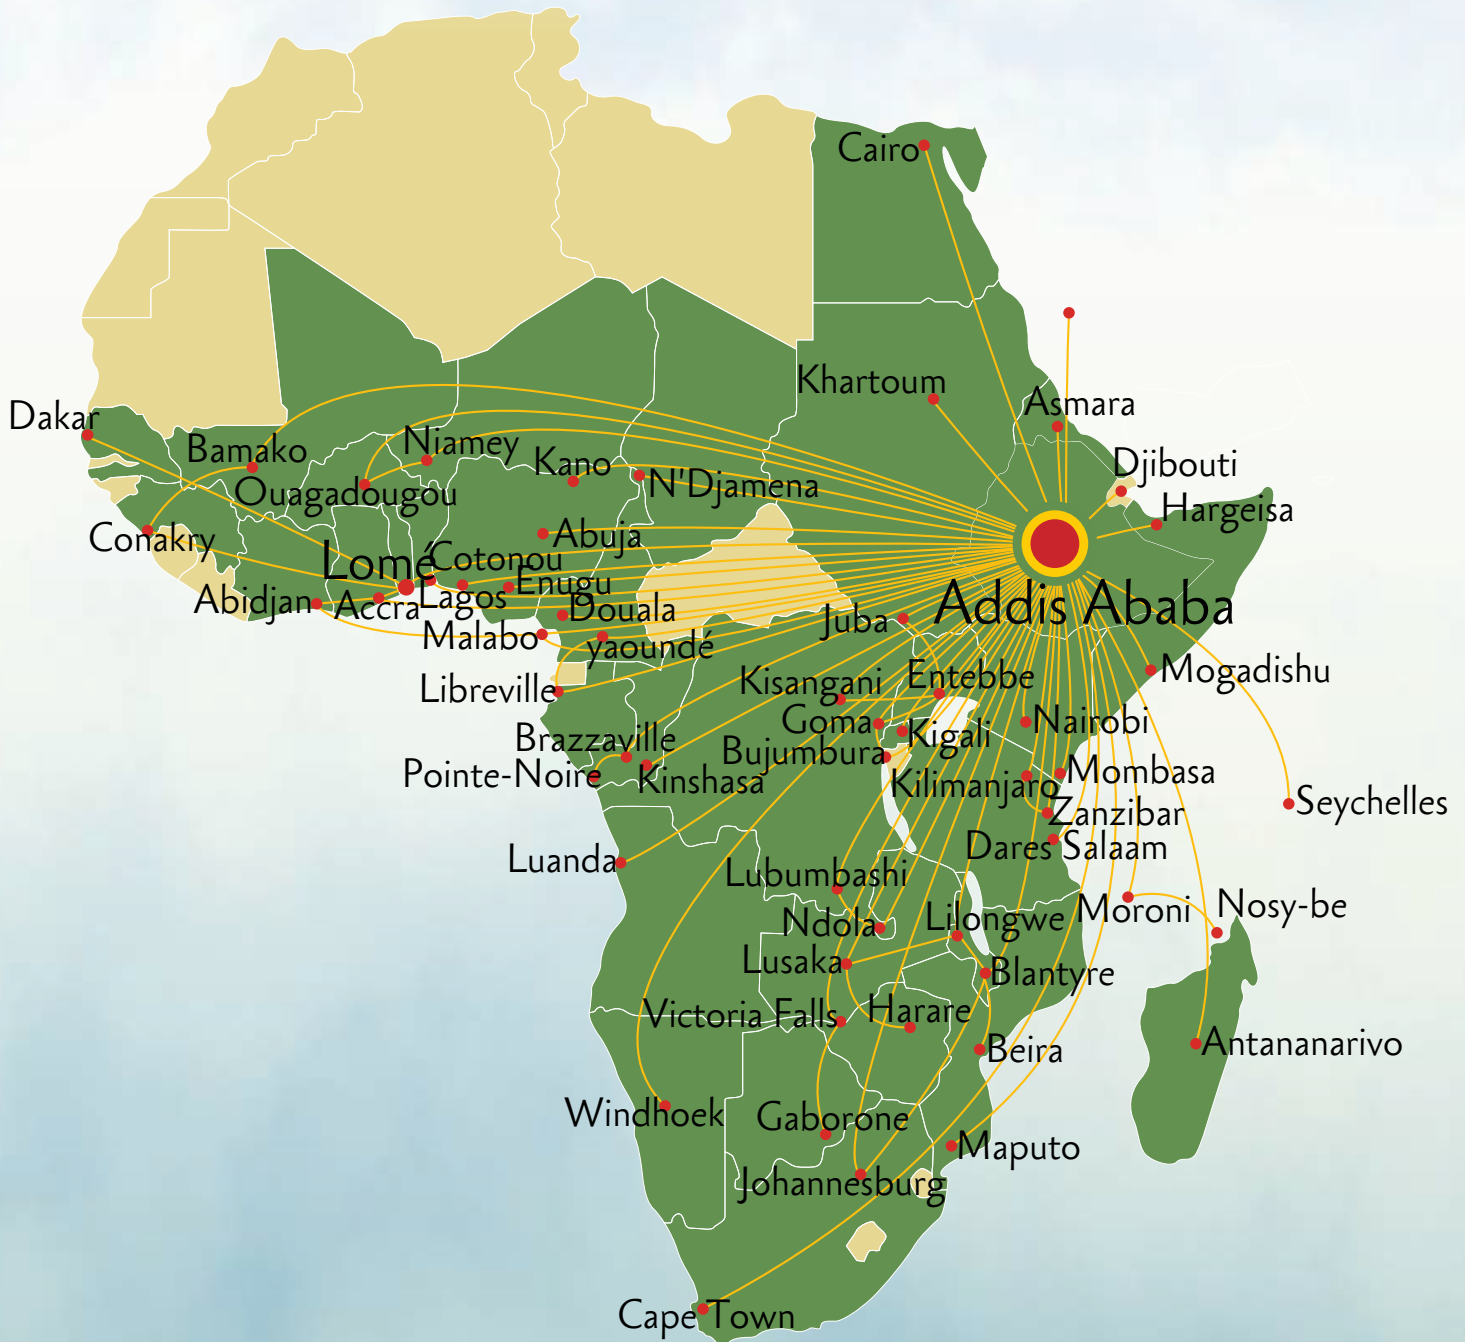 Cairo
Khartoum
Asmara
Dakar
Bamako
Niamey
Kano
N'Djamena
Djibouti
Ouagadougou
Hargeisa
Conakry
Abuja
Lomé
Cotonou
Enugu
Abidjan
Accra
Lagos
Douala
Addis Ababa
Juba
Malabo
yaoundé
Mogadishu
Libreville
Kisangani
Entebbe
Goma
Kigali
Nairobi
Brazzaville
Bujumbura
Pointe-Noire
Kinshasa
Kilimanjaro
Mombasa
Seychelles
Zanzibar
Dares Salaam
Luanda
Lubumbashi
Ndola
Lilongwe
Moroni
Nosy-be
Lusaka
Blantyre
Victoria Falls
Harare
Beira
Antananarivo
Windhoek
Gaborone
Maputo
Johannesburg
Cape Town